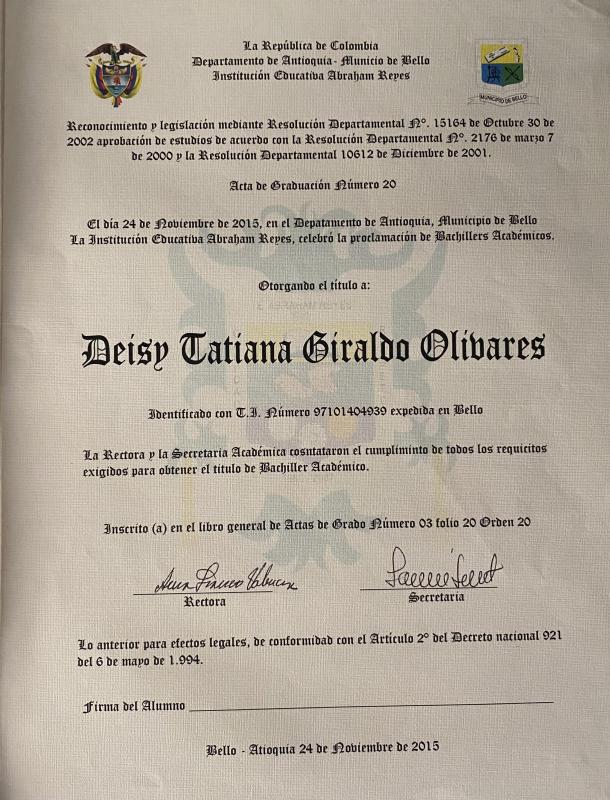 La República de Colombia
Departamento de Antioquia- Municio de Bello
Institución Educativa Abraham Reyes
MUNICIPIO DE BELLO
Reconocimiento y legislación mediante Resolución Departamental Nº. 15164 de Octubre 30 de
2002 aprobación de estudios de acuerdo con la Resolución Departamental Nº. 2176 de marzo 7
de 2000 y la Resolución Departamental 10612 de Diciembre de 2001.
Acta de Graduación Número 20
El día 24 de Noviembre de 2015, en el Depatamento de Antioquia, Municipio de Bello
La Institución Educativa Abraham Reyes, celebró la proclamación de Bachillers Académicos.
Otorgando el título a:
Deisy Tatiana Giraldo Olivares
Identificado con T.I. Número 97101404939 expedida en Bello
La Rectora y la Secretaria Académica cosntataron el cumpliminto de todos los requicitos
exigidos para obtener el titulo de Bachiller Académico.
Inscrito (a) en el libro general de Actas de Grado Número 03 folio 20 Orden 20
Rectora
Secretaria
Lo anterior para efectos legales, de conformidad con el Artículo 2º del Decreto nacional 921
del 6 de mayo de 1.994.
Firma del Alumno
Bello - Atioquia 24 de Noviembre de 2015